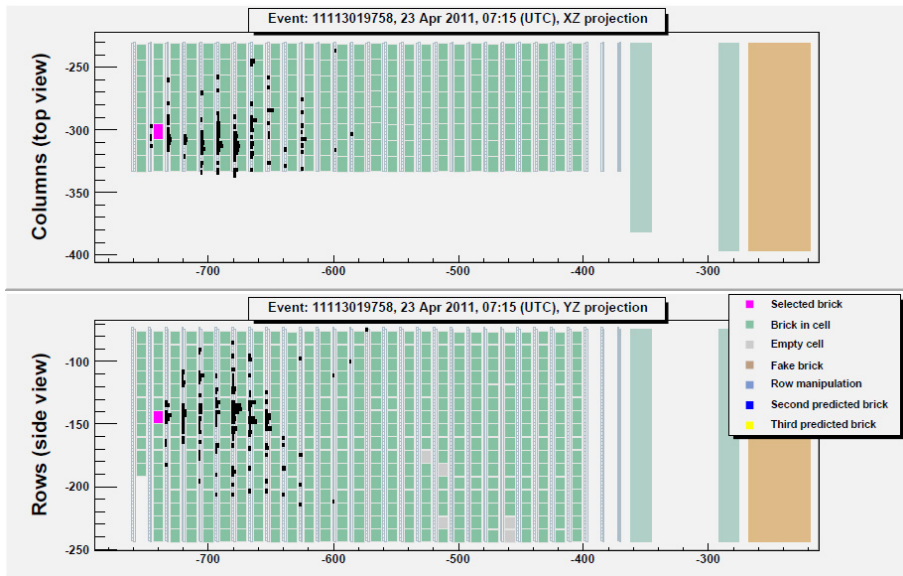 Event: 11113019758, 23 Apr 2011, 07:15 (UTC), XZ projection
Columns (top view)
-250
-300
-350
-400
-700
-600
-500
-400
-300
Event: 11113019758, 23 Apr 2011, 07:15 (UTC), YZ projection
Rows (side view)
-100
-150
-200
-250
-700
-600
-500
-400
-300
Selected brick
Brick in cell
Empty cell
Fake brick
Row manipulation
Second predicted brick
Third predicted brick